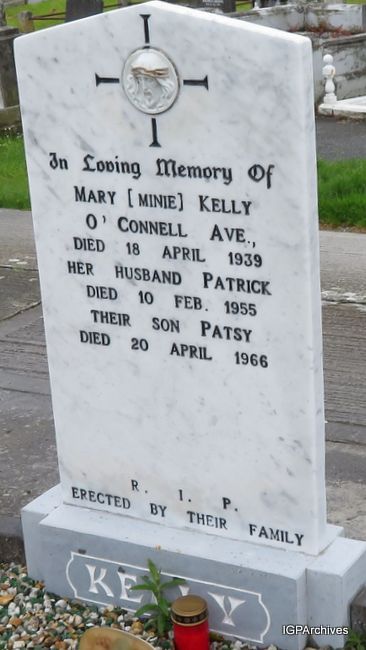 In Loving Memory Of
MARY [MINIE] KELLY
O' CONNELL AVE.,
DIED 18 APRIL 1939
HER HUSBAND PATRICK
DIED 10 FEB. 1955
THEIR SON PATSY
DIED 20 APRIL 1966
R. I. P.
ERECTED BY THEIR FAMILY
KELLY
IGPArchives